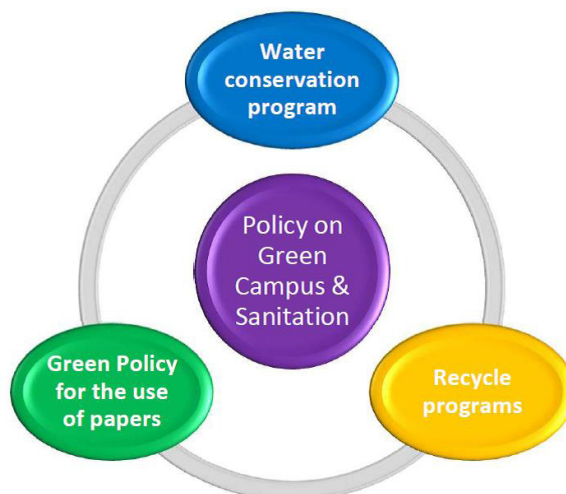 Water
conservation
program
Policy on
Green
Campus &
Sanitation
Green Policy
for the use
of papers
Recycle
programs